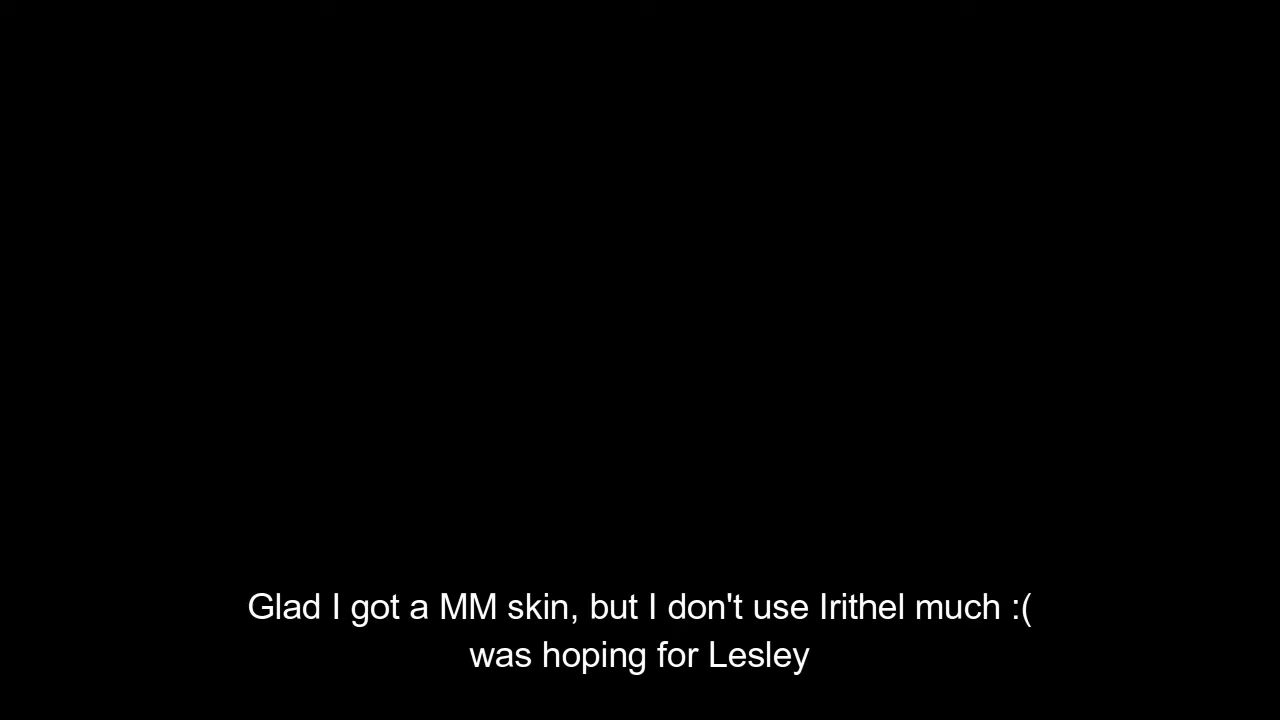 Glad I got a MM skin, but I don't use Irithel much :(
was hoping for Lesley